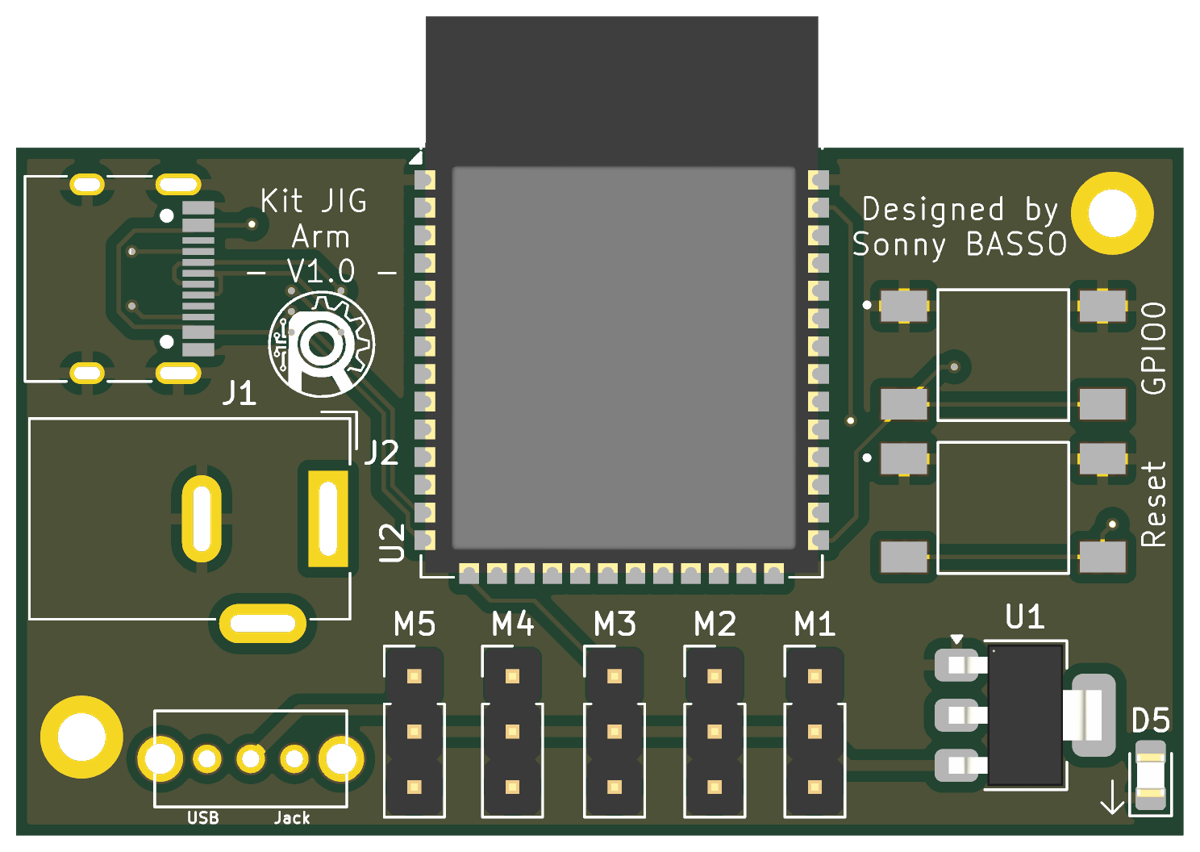 Kit JIG
Arm
- V1.0 -
Designed by
Sonny BASSO
GPIO0
J1
J2
Reset
U2
M5
M4
M3
M2
M1
U1
D5
USB
Jack